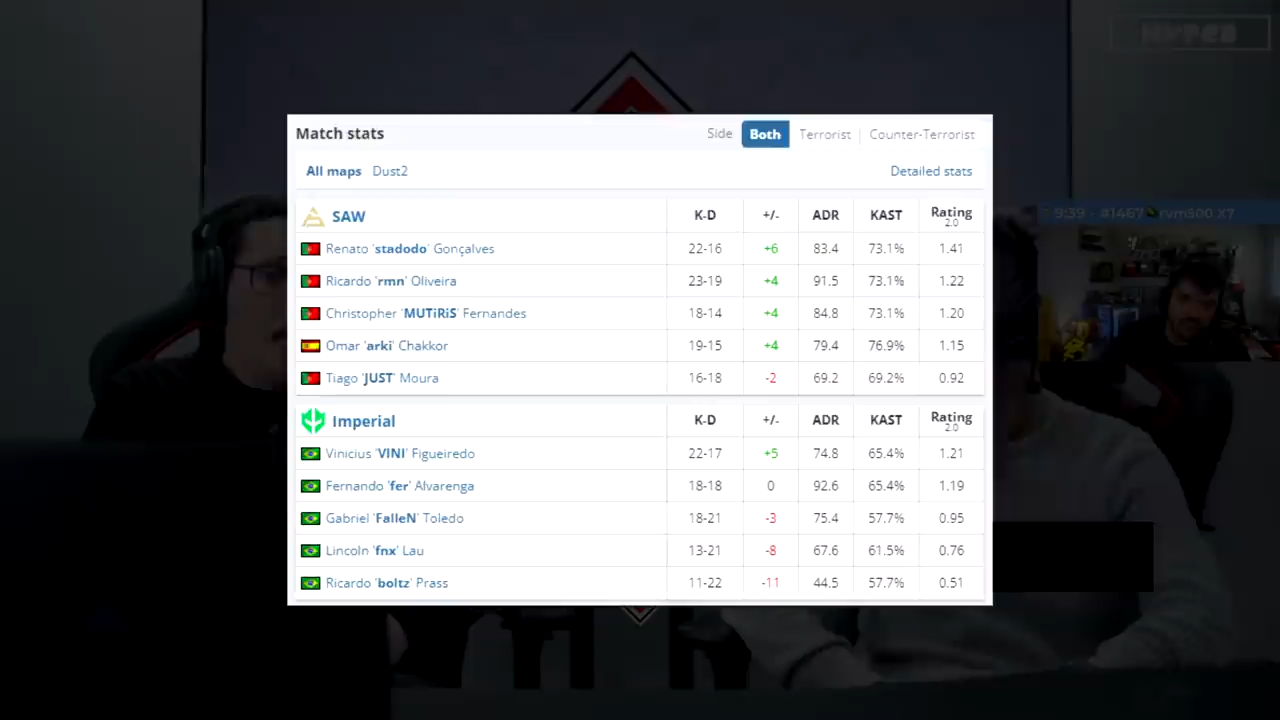 HYPER
Match stats Side Both Terrorist Counter-Terrorist
All maps Dust2 Detailed stats
9:39 - #1467 rvm500 X7
SAW K-D +/- ADR KAST Rating 2.0
Renato 'stadodo' Gonçalves 22-16 +6 83.4 73.1% 1.41
Ricardo 'rmn' Oliveira 23-19 +4 91.5 73.1% 1.22
Christopher 'MUTiRiS' Fernandes 18-14 +4 84.8 73.1% 1.20
Omar 'arki' Chakkor 19-15 +4 79.4 76.9% 1.15
Tiago 'JUST' Moura 16-18 -2 69.2 69.2% 0.92
Imperial K-D +/- ADR KAST Rating 2.0
Vinicius 'VINI' Figueiredo 22-17 +5 74.8 65.4% 1.21
Fernando 'fer' Alvarenga 18-18 0 92.6 65.4% 1.19
Gabriel 'FalleN' Toledo 18-21 -3 75.4 57.7% 0.95
Lincoln 'fnx' Lau 13-21 -8 67.6 61.5% 0.76
Ricardo 'boltz' Prass 11-22 -11 44.5 57.7% 0.51